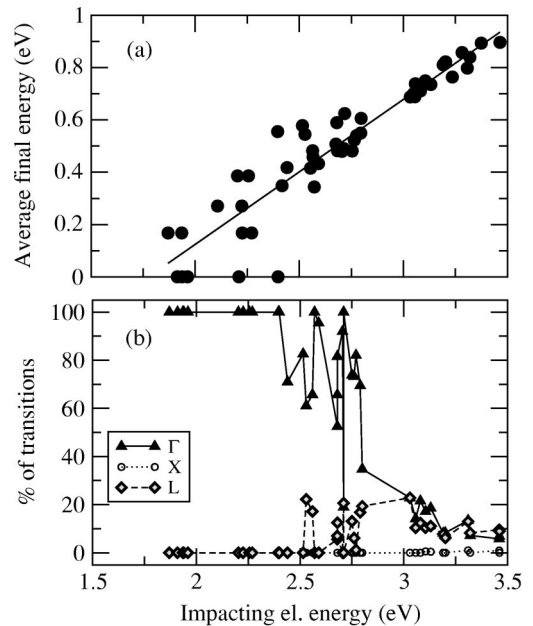 Average final energy (eV)
1
0.8
0.6
0.4
0.2
0
(a)
% of transitions
100
80
60
40
20
0
(b)
Γ
X
L
1.5
2
2.5
3
3.5
Impacting el. energy (eV)